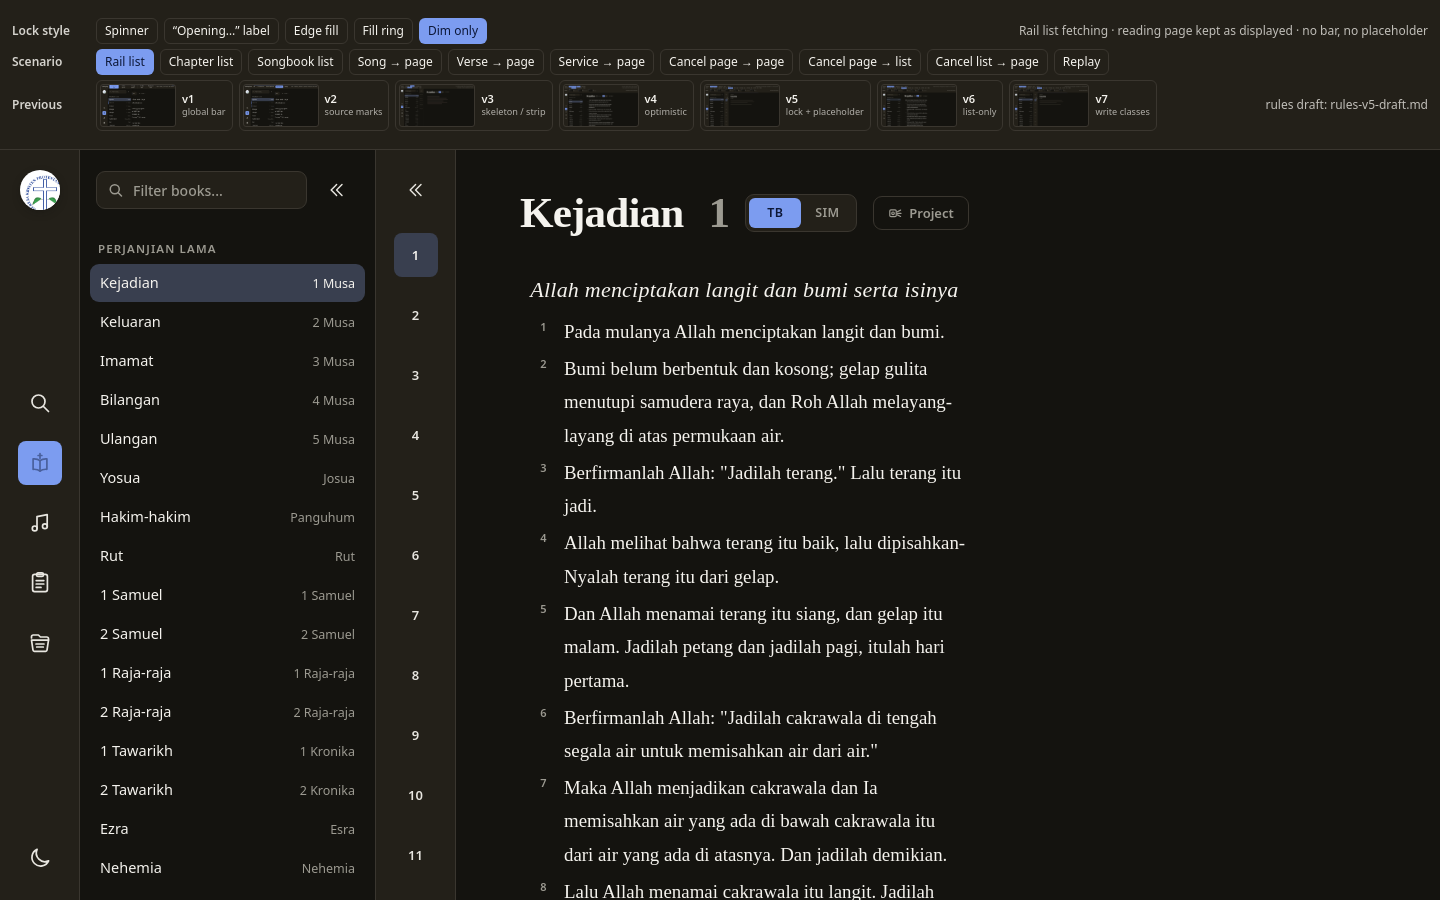 Lock style
Spinner
“Opening…” label
Edge fill
Fill ring
Dim only
Rail list fetching · reading page kept as displayed · no bar, no placeholder
Scenario
Rail list
Chapter list
Songbook list
Song → page
Verse → page
Service → page
Cancel page → page
Cancel page → list
Cancel list → page
Replay
Previous
v1
global bar
v2
source marks
v3
skeleton / strip
v4
optimistic
v5
lock + placeholder
v6
list-only
v7
write classes
rules draft: rules-v5-draft.md
Filter books...
PERJANJIAN LAMA
Kejadian 1 Musa
Keluaran 2 Musa
Imamat 3 Musa
Bilangan 4 Musa
Ulangan 5 Musa
Yosua Josua
Hakim-hakim Panguhum
Rut Rut
1 Samuel 1 Samuel
2 Samuel 2 Samuel
1 Raja-raja 1 Raja-raja
2 Raja-raja 2 Raja-raja
1 Tawarikh 1 Kronika
2 Tawarikh 2 Kronika
Ezra Esra
Nehemia Nehemia
1
2
3
4
5
6
7
8
9
10
11
Kejadian 1
TB SIM
Project
Allah menciptakan langit dan bumi serta isinya
1 Pada mulanya Allah menciptakan langit dan bumi.
2 Bumi belum berbentuk dan kosong; gelap gulita
menutupi samudera raya, dan Roh Allah melayang-
layang di atas permukaan air.
3 Berfirmanlah Allah: "Jadilah terang." Lalu terang itu
jadi.
4 Allah melihat bahwa terang itu baik, lalu dipisahkan-
Nyalah terang itu dari gelap.
5 Dan Allah menamai terang itu siang, dan gelap itu
malam. Jadilah petang dan jadilah pagi, itulah hari
pertama.
6 Berfirmanlah Allah: "Jadilah cakrawala di tengah
segala air untuk memisahkan air dari air."
7 Maka Allah menjadikan cakrawala dan Ia
memisahkan air yang ada di bawah cakrawala itu
dari air yang ada di atasnya. Dan jadilah demikian.
8 Lalu Allah menamai cakrawala itu langit. Jadilah